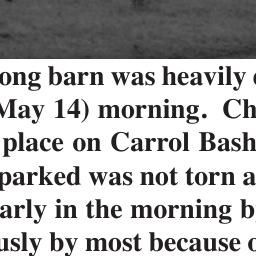 ong barn was heavily
May 14) morning. Ch
place on Carrol Bash
parked was not torn a
arly in the morning b
usly by most because o